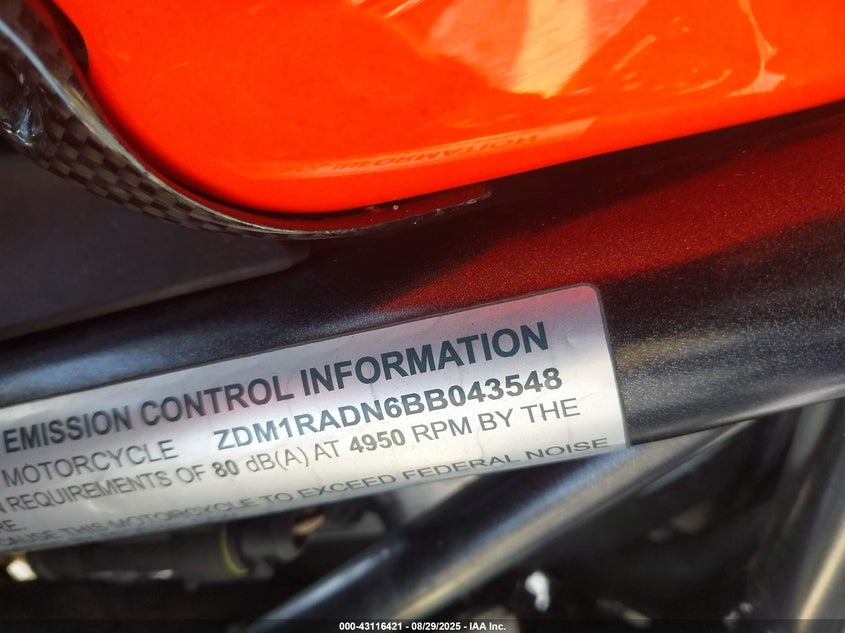 EMISSION CONTROL INFORMATION
MOTORCYCLE ZDM1RADN6BB043548
REQUIREMENTS OF 80 dB(A) AT 4950 RPM BY THE
THIS MOTORCYCLE TO EXCEED FEDERAL NOISE
000-43116421 - 08/29/2025 - IAA Inc.